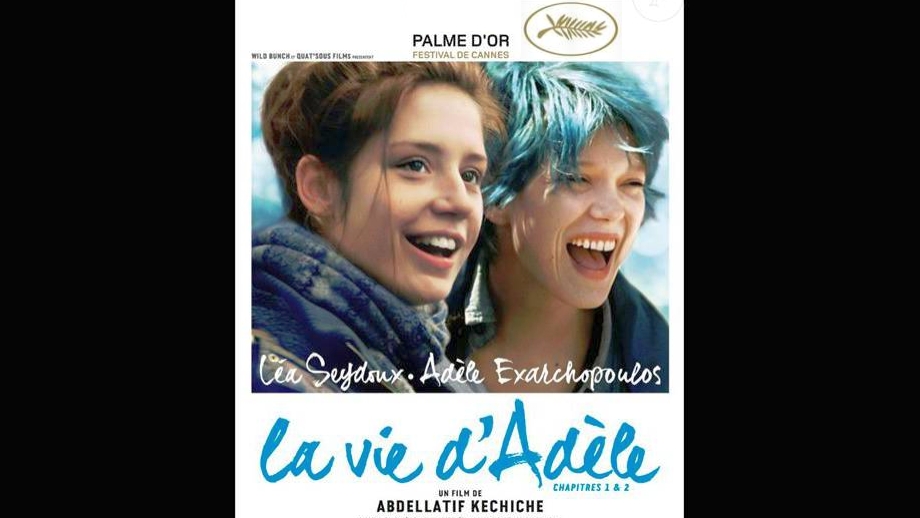 PALME D'OR
FESTIVAL DE CANNES
WILD BUNCH ET QUAT'SOUS FILMS PRÉSENTENT
Léa Seydoux • Adèle Exarchopoulos
la vie d'Adèle
CHAPITRES 1 & 2
UN FILM DE
ABDELLATIF KECHICHE